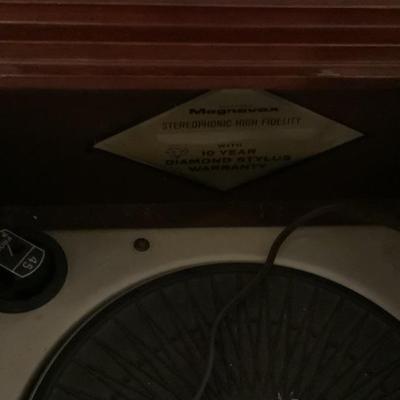 Magnavox
STEREOPHONIC HIGH FIDELITY
WITH
10 YEAR
DIAMOND STYLUS
WARRANTY
45